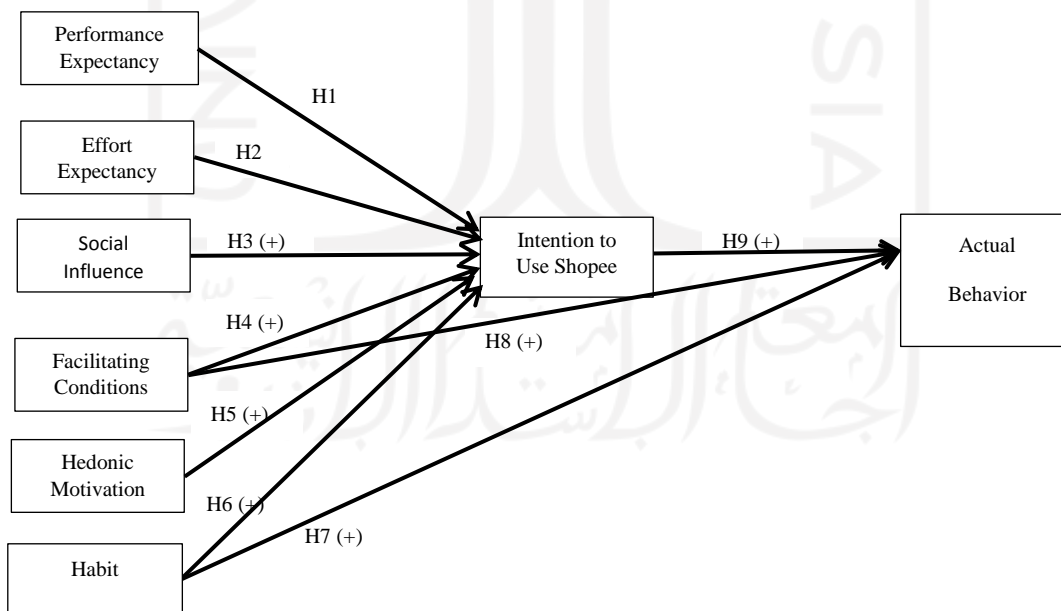 Performance
Expectancy
H1
Effort
Expectancy
H2
Social
Influence
H3 (+)
Intention to
Use Shopee
H9 (+)
Actual
Behavior
H4 (+)
Facilitating
Conditions
H8 (+)
H5 (+)
Hedonic
Motivation
H6 (+)
H7 (+)
Habit
SIA